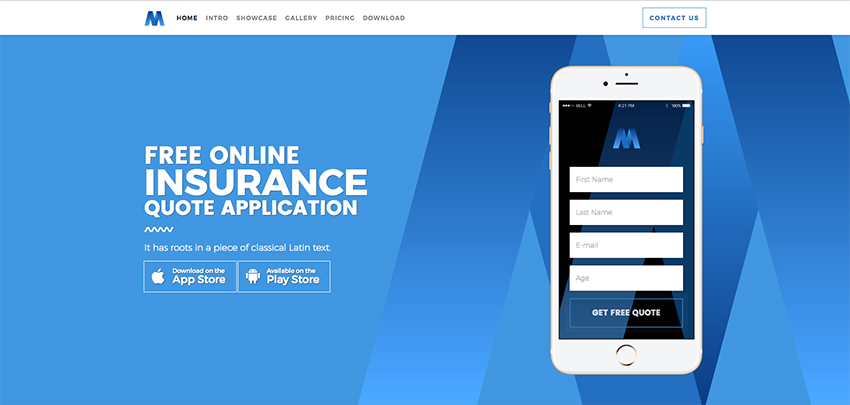 HOME INTRO SHOWCASE GALLERY PRICING DOWNLOAD CONTACT US
FREE ONLINE
INSURANCE
QUOTE APPLICATION
It has roots in a piece of classical Latin text.
Download on the
App Store
Available on the
Play Store
BELL 4:21 PM 100%
First Name
Last Name
E-mail
Age
GET FREE QUOTE